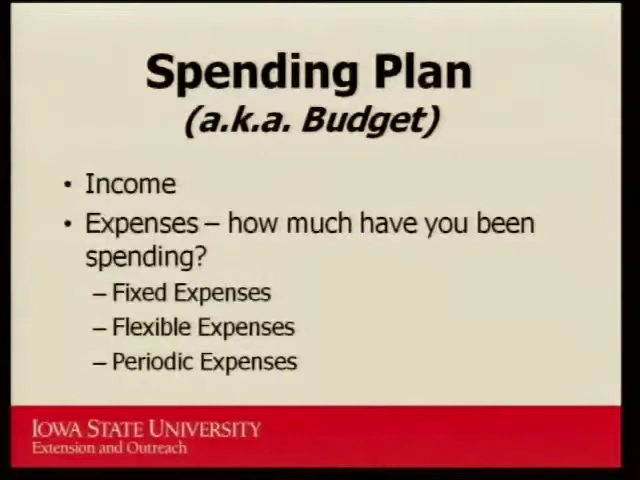 Spending Plan
(a.k.a. Budget)
• Income
• Expenses – how much have you been
spending?
– Fixed Expenses
– Flexible Expenses
– Periodic Expenses
IOWA STATE UNIVERSITY
Extension and Outreach